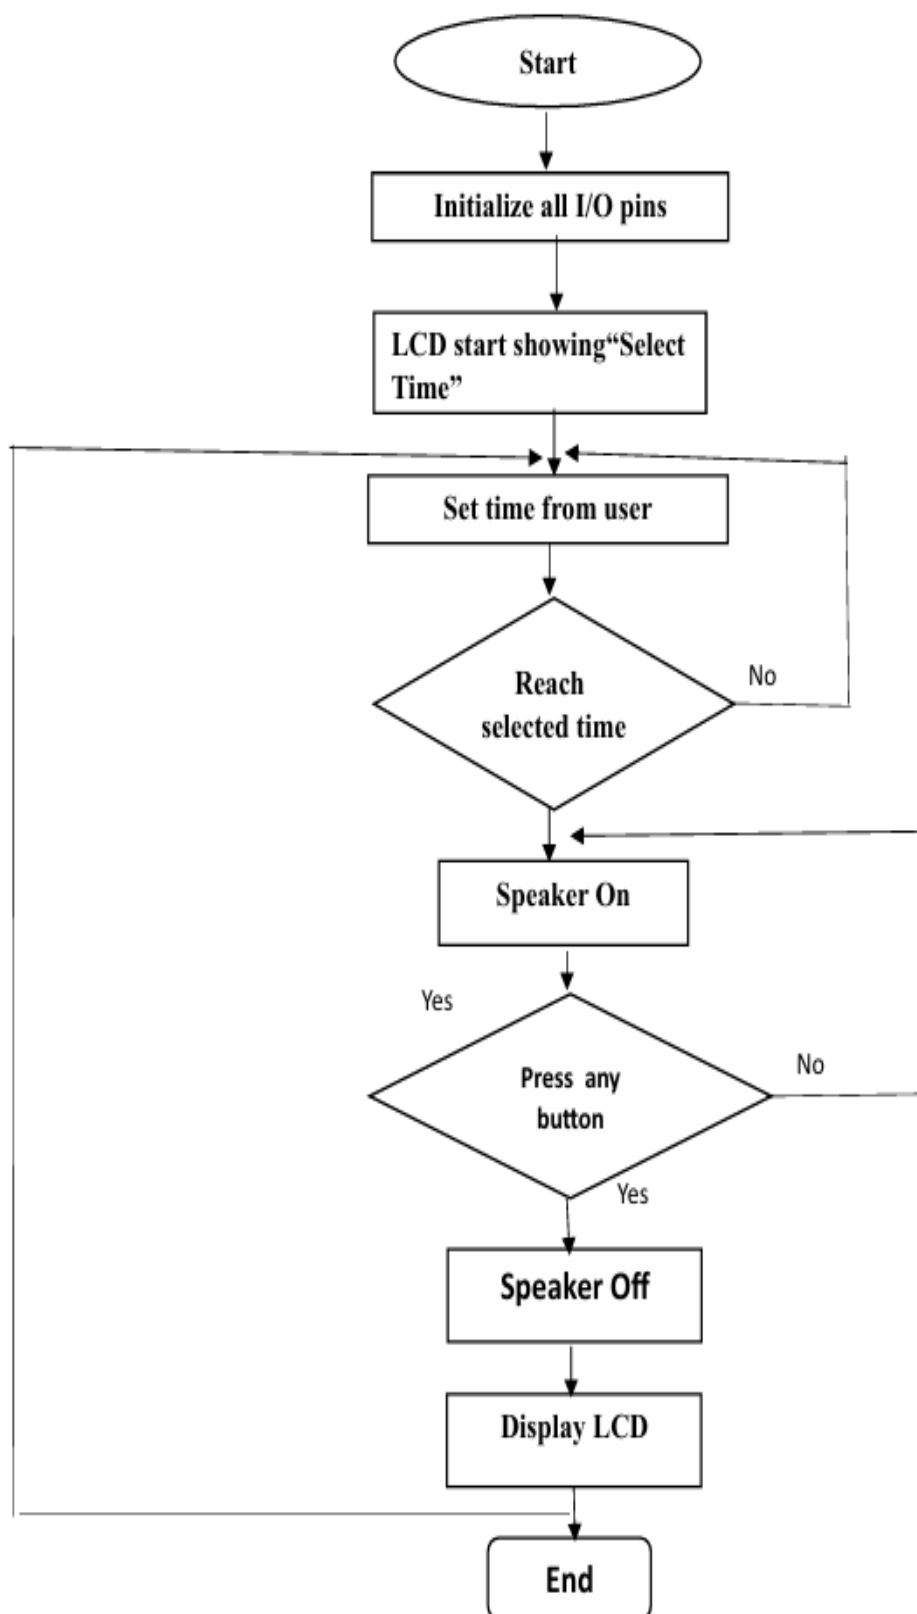 Start
Initialize all I/O pins
LCD start showing“Select
Time”
Set time from user
Reach
selected time
No
Speaker On
Yes
Press any
button
No
Yes
Speaker Off
Display LCD
End